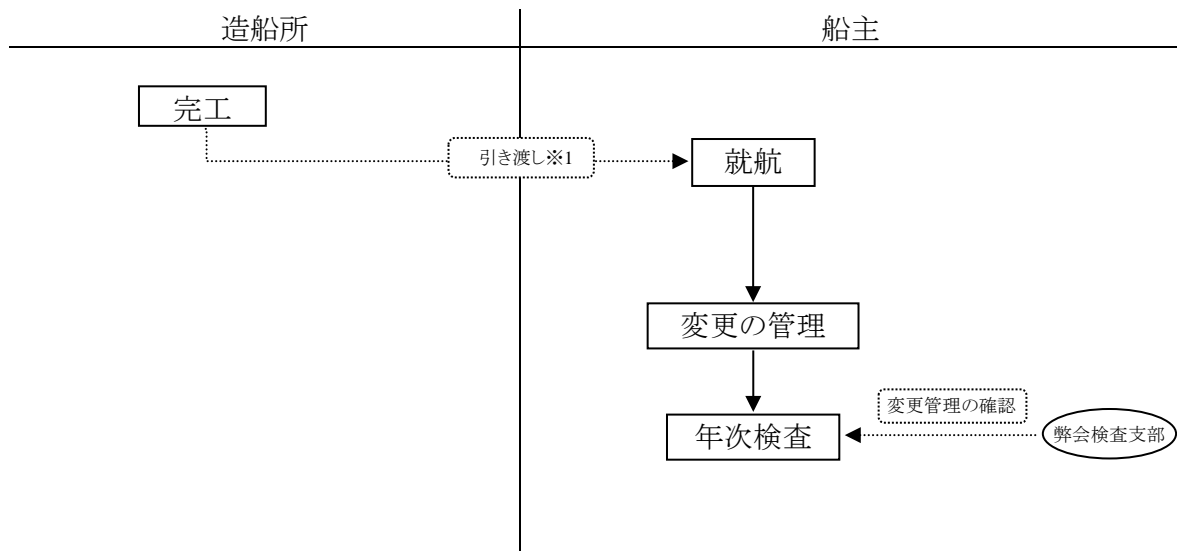 造船所
船主
完工
引き渡し※1
就航
変更の管理
変更管理の確認
年次検査
弊会検査支部